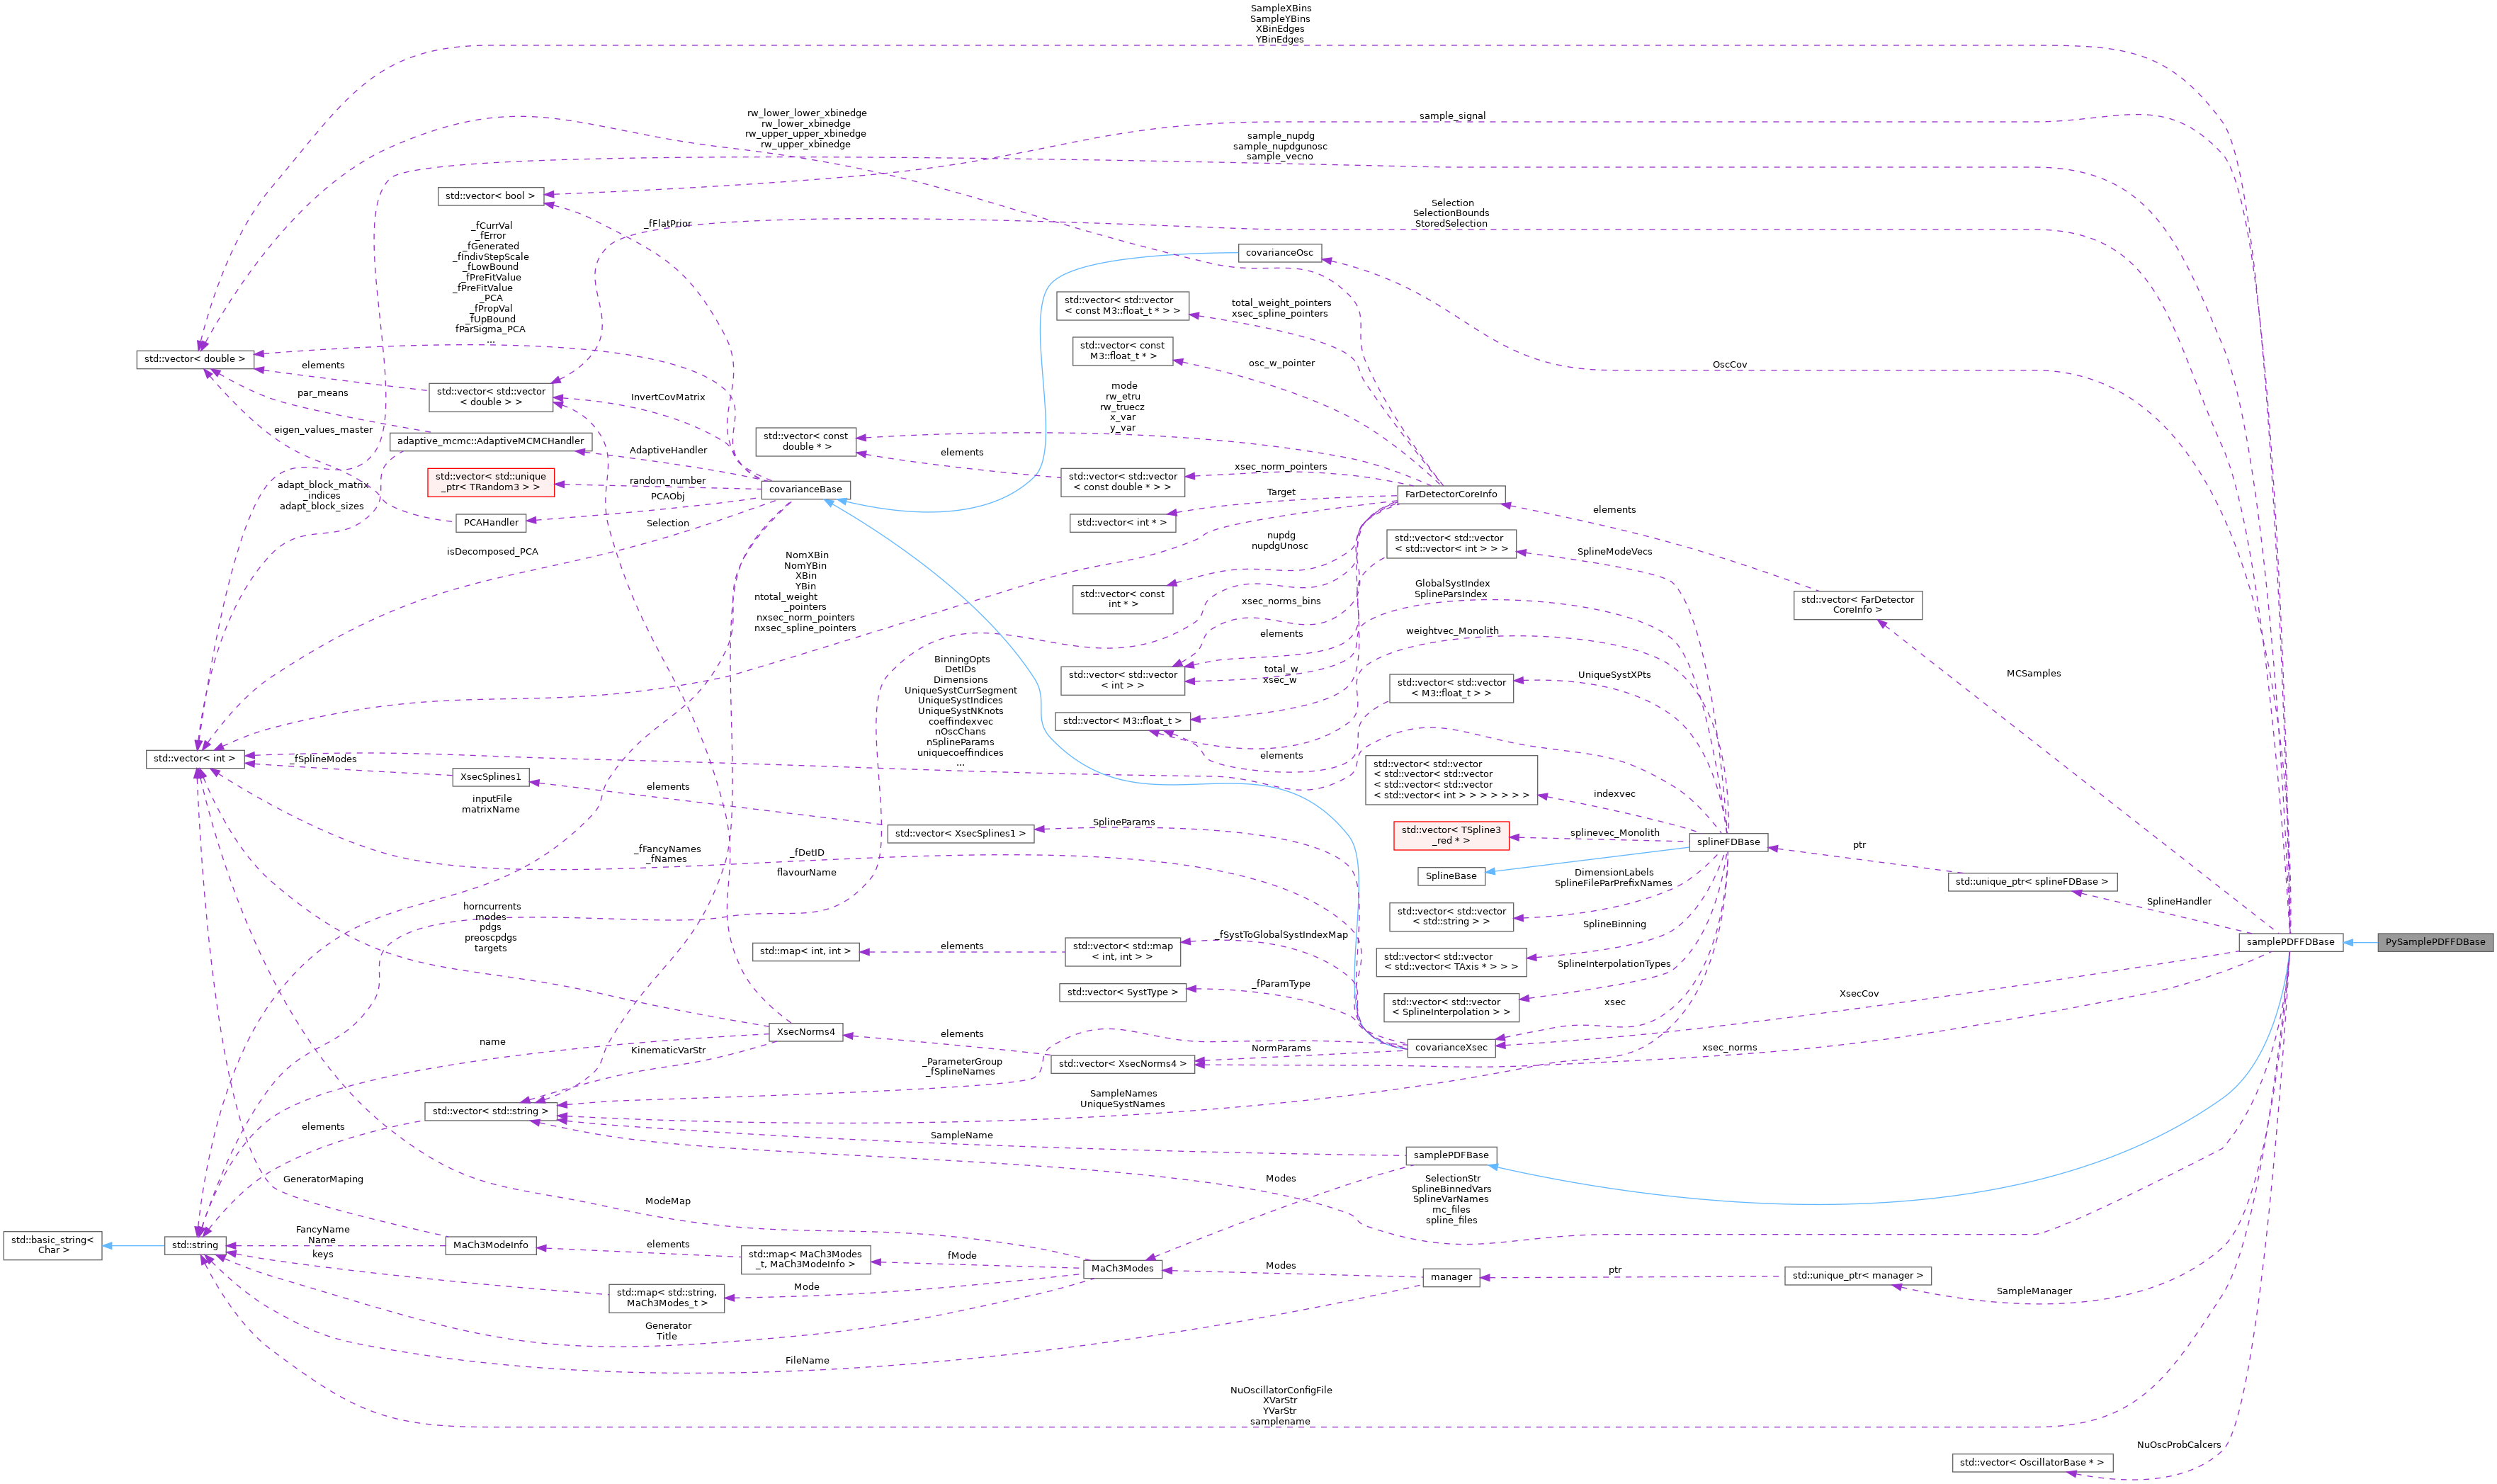 SampleXBins
SampleYBins
XBinEdges
YBinEdges
rw_lower_lower_xbinedge
rw_lower_xbinedge
rw_upper_upper_xbinedge
rw_upper_xbinedge
sample_signal
sample_nupdg
sample_nupdgunosc
sample_vecno
std::vector< bool >
_fFlatPrior
Selection
SelectionBounds
StoredSelection
_fCurrVal
_fError
_fGenerated
_fIndivStepScale
_fLowBound
_fPreFitValue
_fPreFitValue
_PCA
_fPropVal
_fUpBound
fParSigma_PCA
...
covarianceOsc
std::vector< std::vector
< const M3::float_t * > >
total_weight_pointers
xsec_spline_pointers
std::vector< const
M3::float_t * >
osc_w_pointer
OscCov
std::vector< double >
elements
std::vector< std::vector
< double > >
InvertCovMatrix
par_means
mode
rw_etru
rw_truecz
x_var
y_var
eigen_values_master
adaptive_mcmc::AdaptiveMCMCHandler
AdaptiveHandler
std::vector< const
double * >
elements
xsec_norm_pointers
std::vector< std::unique
_ptr< TRandom3 > >
random_number
covarianceBase
std::vector< std::vector
< const double * > >
FarDetectorCoreInfo
adapt_block_matrix
_indices
adapt_block_sizes
PCAHandler
PCAObj
Selection
Target
std::vector< int * >
elements
isDecomposed_PCA
nupdg
nupdgUnosc
std::vector< std::vector
< std::vector< int > > >
SplineModeVecs
NomXBin
NomYBin
XBin
YBin
ntotal_weight
_pointers
nxsec_norm_pointers
nxsec_spline_pointers
std::vector< const
int * >
xsec_norms_bins
GlobalSystIndex
SplineParsIndex
std::vector< FarDetector
CoreInfo >
elements
weightvec_Monolith
BinningOpts
DetIDs
Dimensions
UniqueSystCurrSegment
UniqueSystIndices
UniqueSystNKnots
coeffindexvec
nOscChans
nSplineParams
uniquecoeffindices
...
std::vector< std::vector
< int > >
total_w
xsec_w
std::vector< std::vector
< M3::float_t > >
UniqueSystXPts
MCSamples
std::vector< M3::float_t >
elements
std::vector< int >
_fSplineModes
XsecSplines1
elements
std::vector< std::vector
< std::vector< std::vector
< std::vector< std::vector
< std::vector< int > > > > > > >
indexvec
inputFile
matrixName
std::vector< XsecSplines1 >
SplineParams
std::vector< TSpline3
_red * >
splinevec_Monolith
splineFDBase
ptr
_fFancyNames
_fNames
_fDetID
flavourName
SplineBase
DimensionLabels
SplineFileParPrefixNames
std::unique_ptr< splineFDBase >
SplineHandler
horncurrents
modes
pdgs
preoscpdgs
targets
std::vector< std::vector
< std::string > >
SplineBinning
std::map< int, int >
elements
std::vector< std::map
< int, int > >
_fSystToGlobalSystIndexMap
std::vector< std::vector
< std::vector< TAxis * > > >
SplineInterpolationTypes
samplePDFFDBase
PySamplePDFFDBase
std::vector< SystType >
_fParamType
std::vector< std::vector
< SplineInterpolation > >
xsec
XsecCov
name
XsecNorms4
KinematicVarStr
elements
NormParams
covarianceXsec
xsec_norms
_ParameterGroup
_fSplineNames
std::vector< XsecNorms4 >
std::vector< std::string >
SampleNames
UniqueSystNames
elements
SampleName
samplePDFBase
GeneratorMaping
ModeMap
Modes
SelectionStr
SplineBinnedVars
SplineVarNames
mc_files
spline_files
std::basic_string<
Char >
std::string
FancyName
Name
keys
MaCh3ModeInfo
elements
std::map< MaCh3Modes
_t, MaCh3ModeInfo >
fMode
MaCh3Modes
Modes
manager
ptr
std::unique_ptr< manager >
SampleManager
std::map< std::string,
MaCh3Modes_t >
Mode
Generator
Title
FileName
NuOscillatorConfigFile
XVarStr
YVarStr
samplename
NuOscProbCalcers
std::vector< OscillatorBase * >